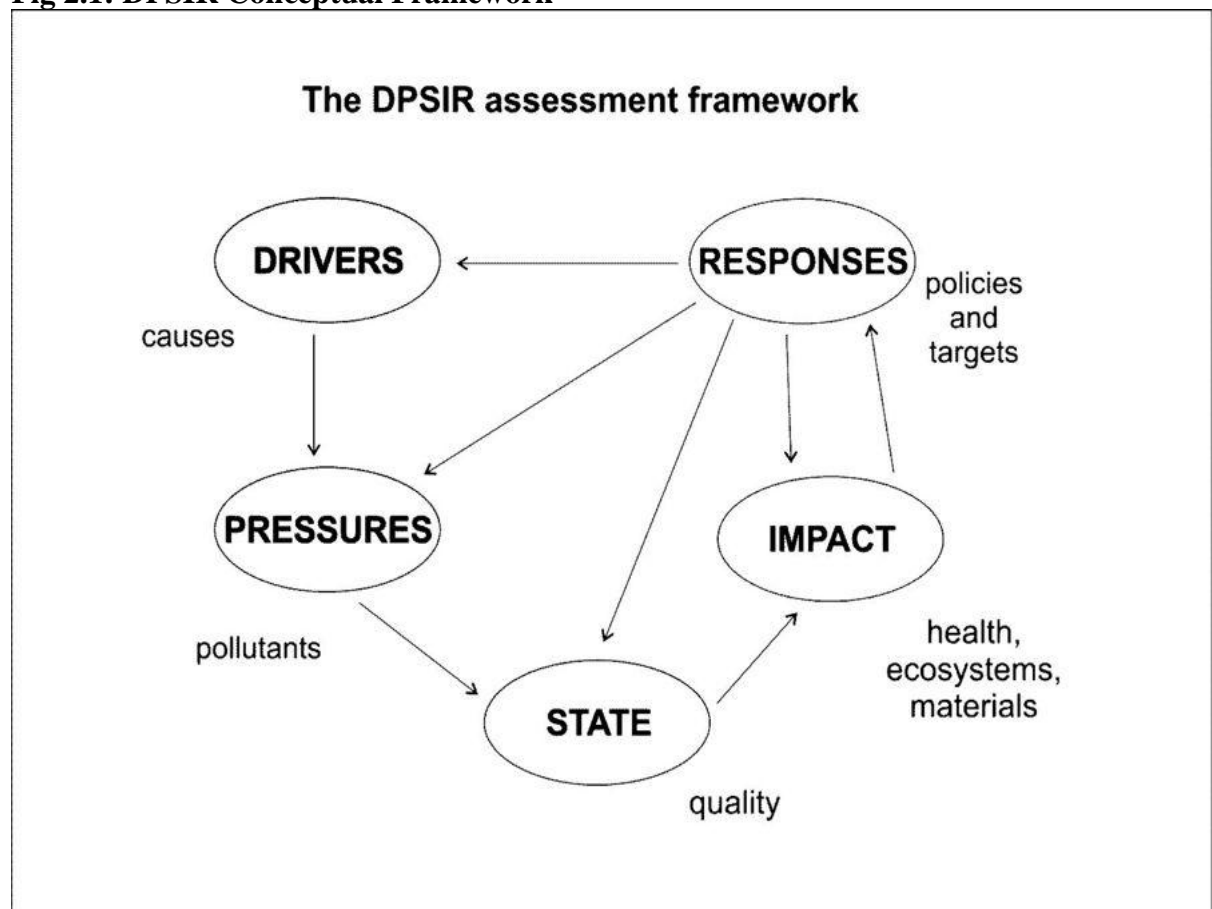 Fig 2.1: DPSIR Conceptual Framework
The DPSIR assessment framework
DRIVERS
RESPONSES
policies
and
targets
causes
PRESSURES
IMPACT
pollutants
health,
ecosystems,
materials
STATE
quality